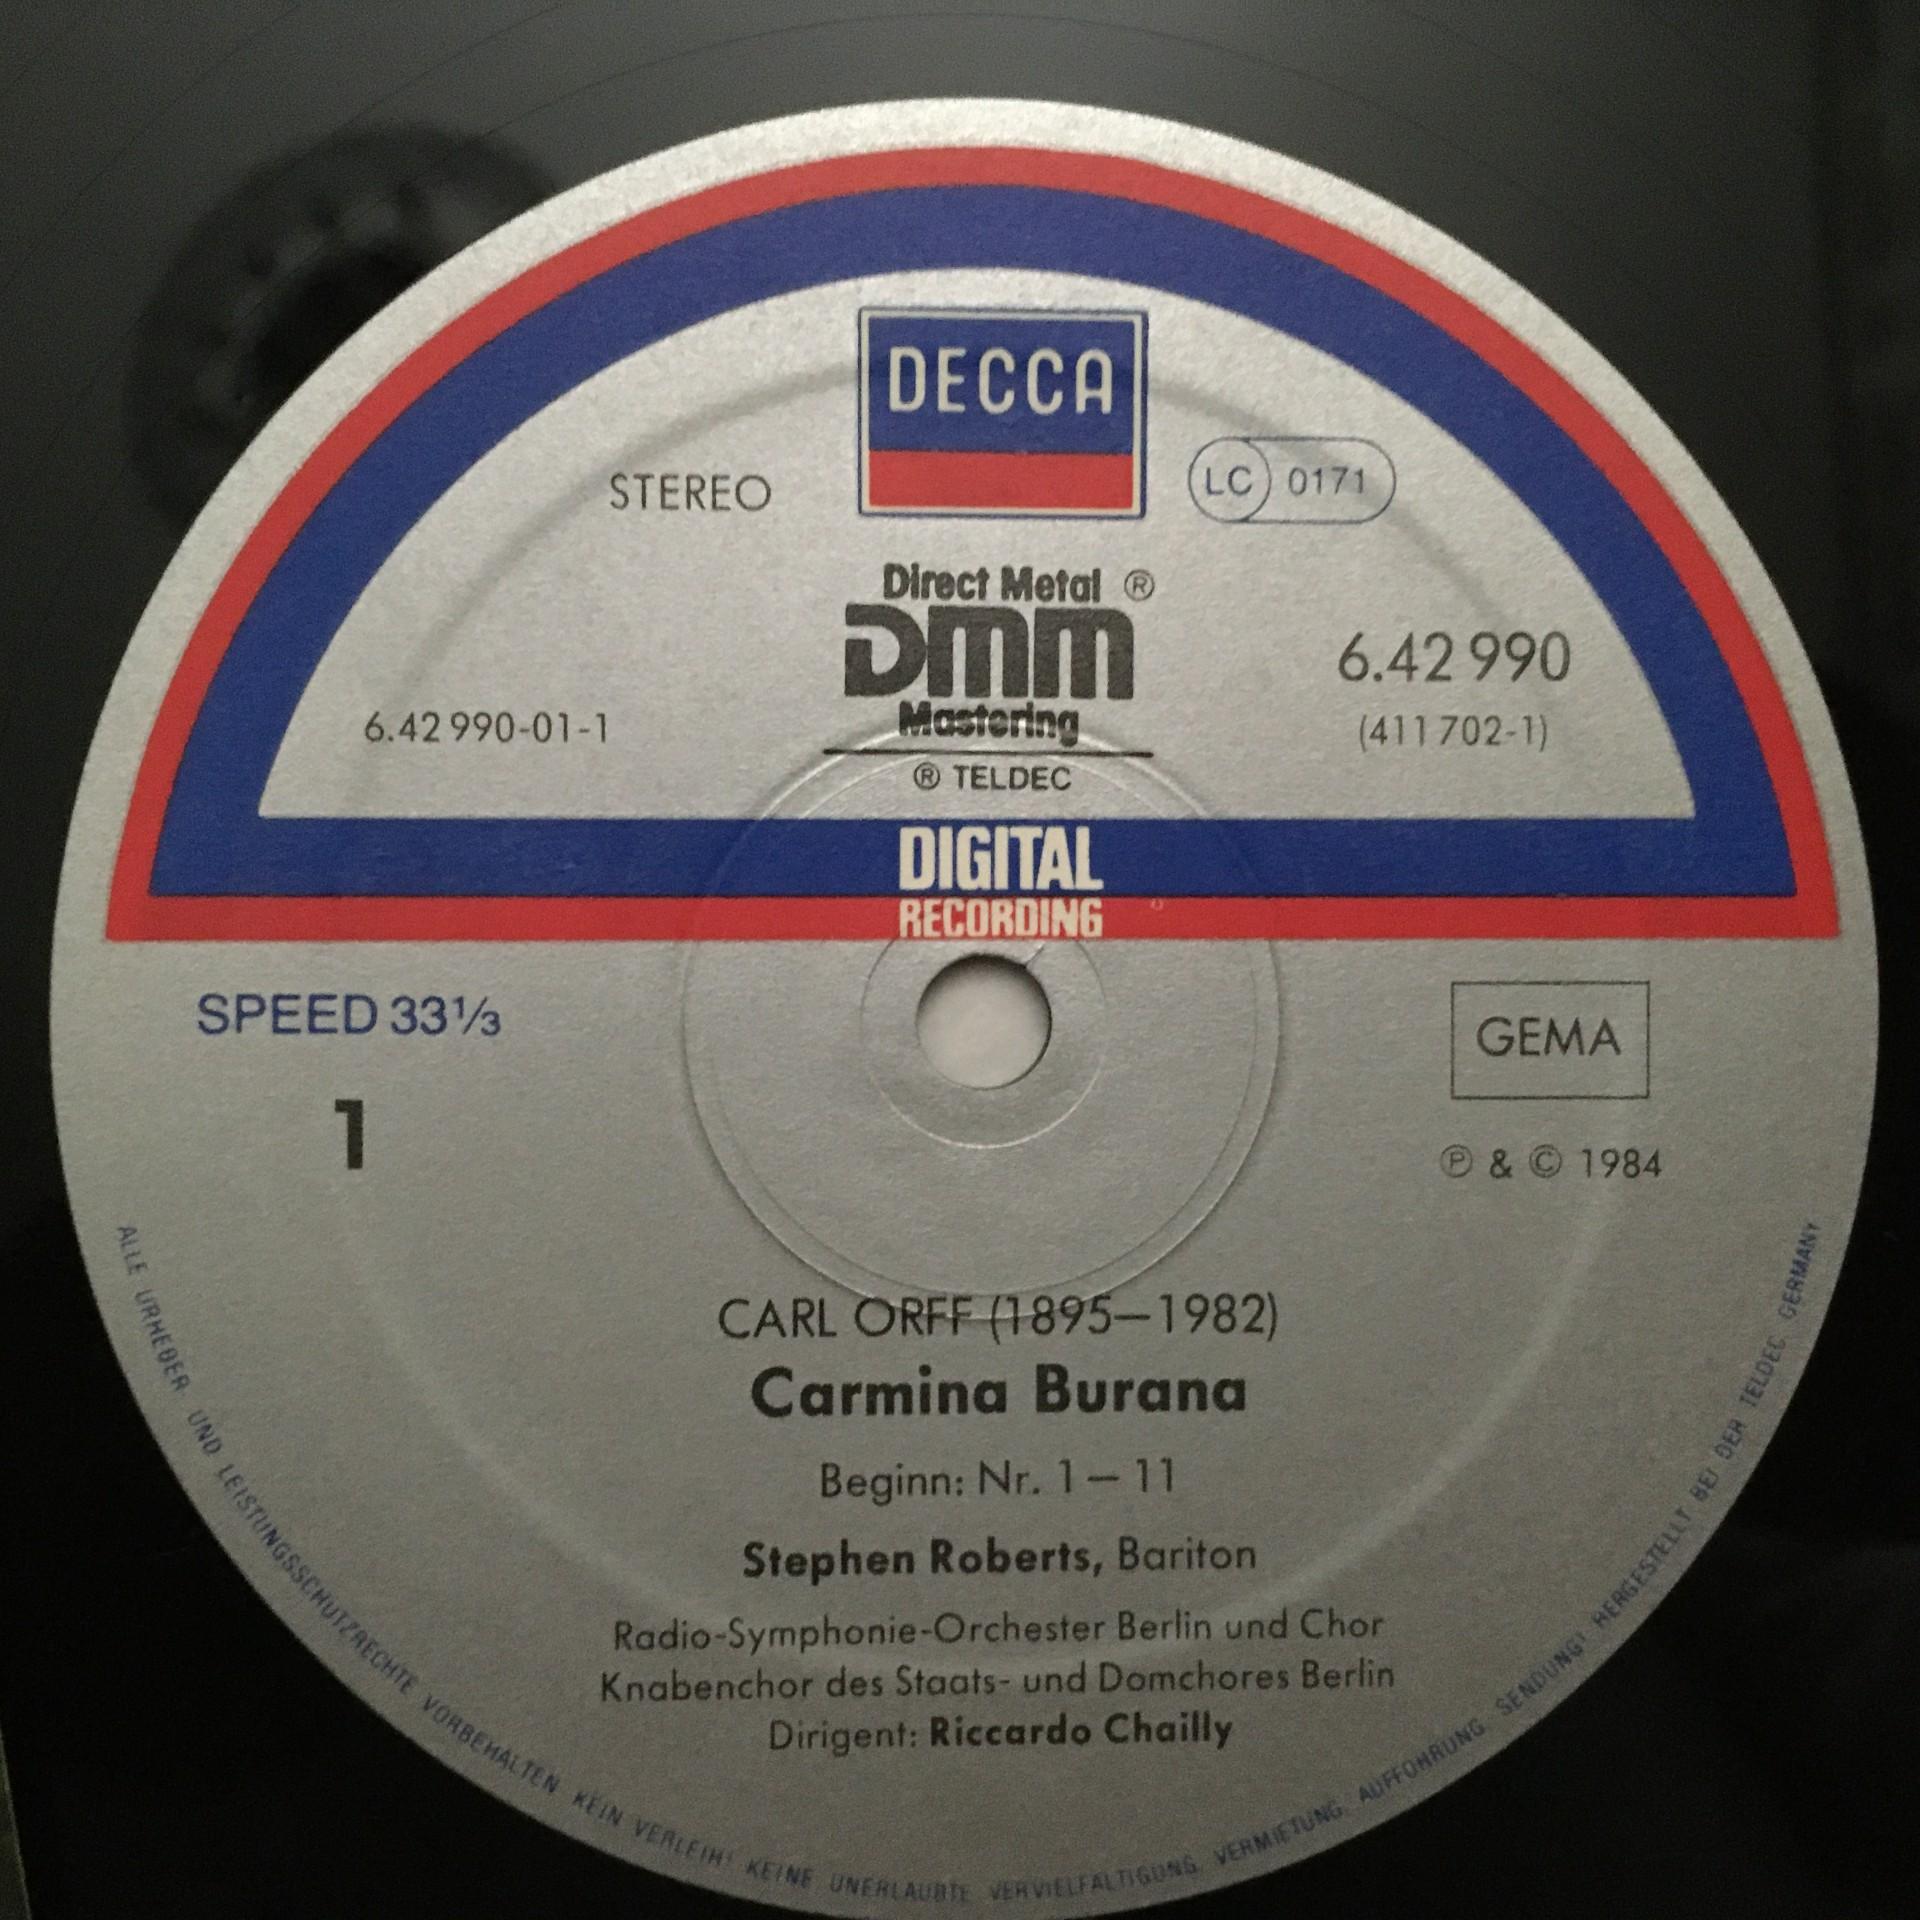 DECCA
STEREO
LC 0171
Direct Metal ®
DMM
Mastering
® TELDEC
6.42 990-01-1
6.42 990
(411 702-1)
DIGITAL
RECORDING
SPEED 33⅓
GEMA
1
℗ & © 1984
CARL ORFF (1895–1982)
Carmina Burana
Beginn: Nr. 1 – 11
Stephen Roberts, Bariton
Radio-Symphonie-Orchester Berlin und Chor
Knabenchor des Staats- und Domchores Berlin
Dirigent: Riccardo Chailly
ALLE URHEBER UND LEISTUNGSSCHUTZRECHTE VORBEHALTEN KEIN VERLEIH! KEINE UNERLAUBTE VERVIELFÄLTIGUNG, VERMIETUNG, AUFFÜHRUNG, SENDUNG! HERGESTELLT BEI DER TELDEC GERMANY